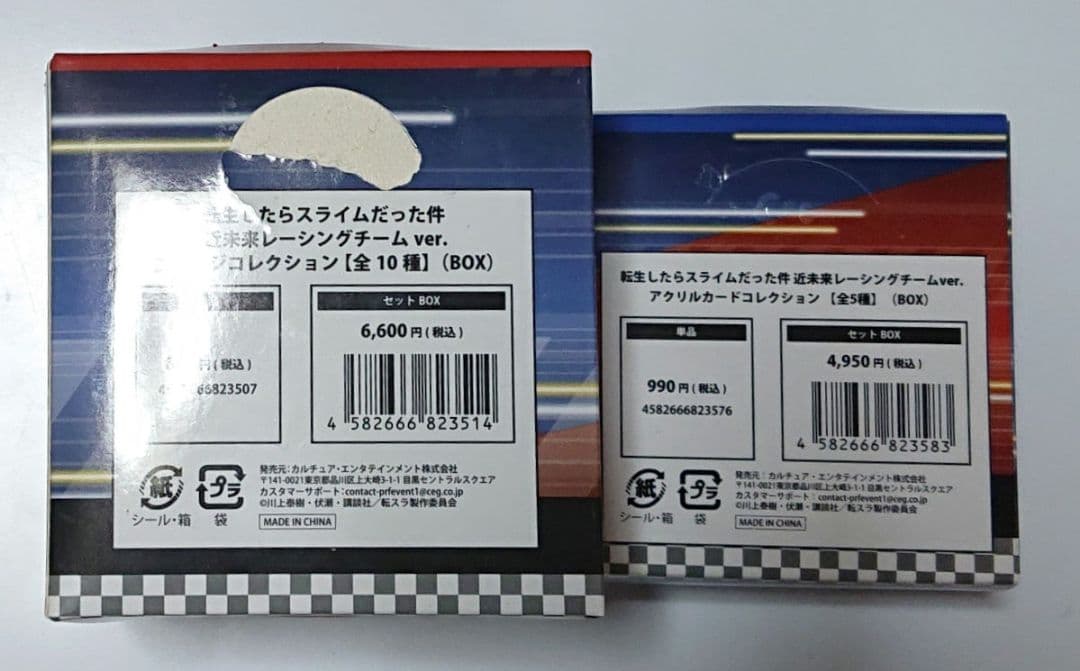 生したらスライムだった件
近未来レーシングチーム ver.
ジコレクション【全 10 種】（BOX）
円(税込)
66823507
セット BOX
6,600円(税込)
4 582666 823514
紙
シール・箱
プラ
袋
発売元：カルチュア・エンタテインメント株式会社
〒141-0021東京都品川区上大崎3-1-1 目黒セントラルスクエア
カスタマーサポート：contact-prfevent1@ceg.co.jp
©川上泰樹・伏瀬・講談社／転スラ製作委員会
MADE IN CHINA
転生したらスライムだった件 近未来レーシングチームver.
アクリルカードコレクション 【全5種】（BOX）
単品
990円(税込)
4582666823576
セット BOX
4,950円(税込)
4 582666 823583
紙
シール・箱
プラ
袋
発売元：カルチュア・エンタテインメント株式会社
〒141-0021東京都品川区上大崎3-1-1 目黒セントラルスクエア
カスタマーサポート：contact-prfevent1@ceg.co.jp
©川上泰樹・伏瀬・講談社／転スラ製作委員会
MADE IN CHINA